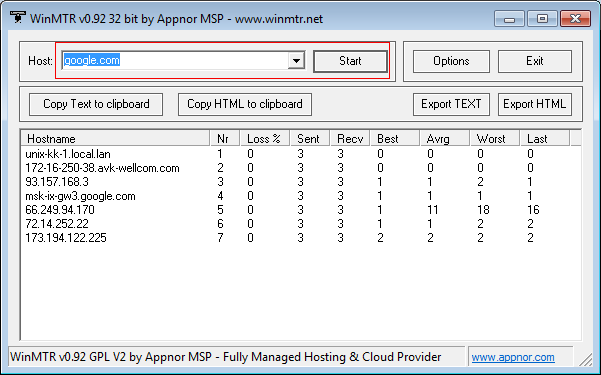 WinMTR v0.92 32 bit by Appnor MSP - www.winmtr.net
Host: google.com Start Options Exit
Copy Text to clipboard Copy HTML to clipboard Export TEXT Export HTML
Hostname Nr Loss % Sent Recv Best Avrg Worst Last
unix-kk-1.local.lan 1 0 3 3 0 0 0 0
172-16-250-38.avk-wellcom.com 2 0 3 3 0 0 0 0
93.157.168.3 3 0 3 3 1 1 2 1
msk-ix-gw3.google.com 4 0 3 3 1 1 1 1
66.249.94.170 5 0 3 3 1 11 18 16
72.14.252.22 6 0 3 3 1 1 2 2
173.194.122.225 7 0 3 3 2 2 2 2
WinMTR v0.92 GPL V2 by Appnor MSP - Fully Managed Hosting & Cloud Provider www.appnor.com